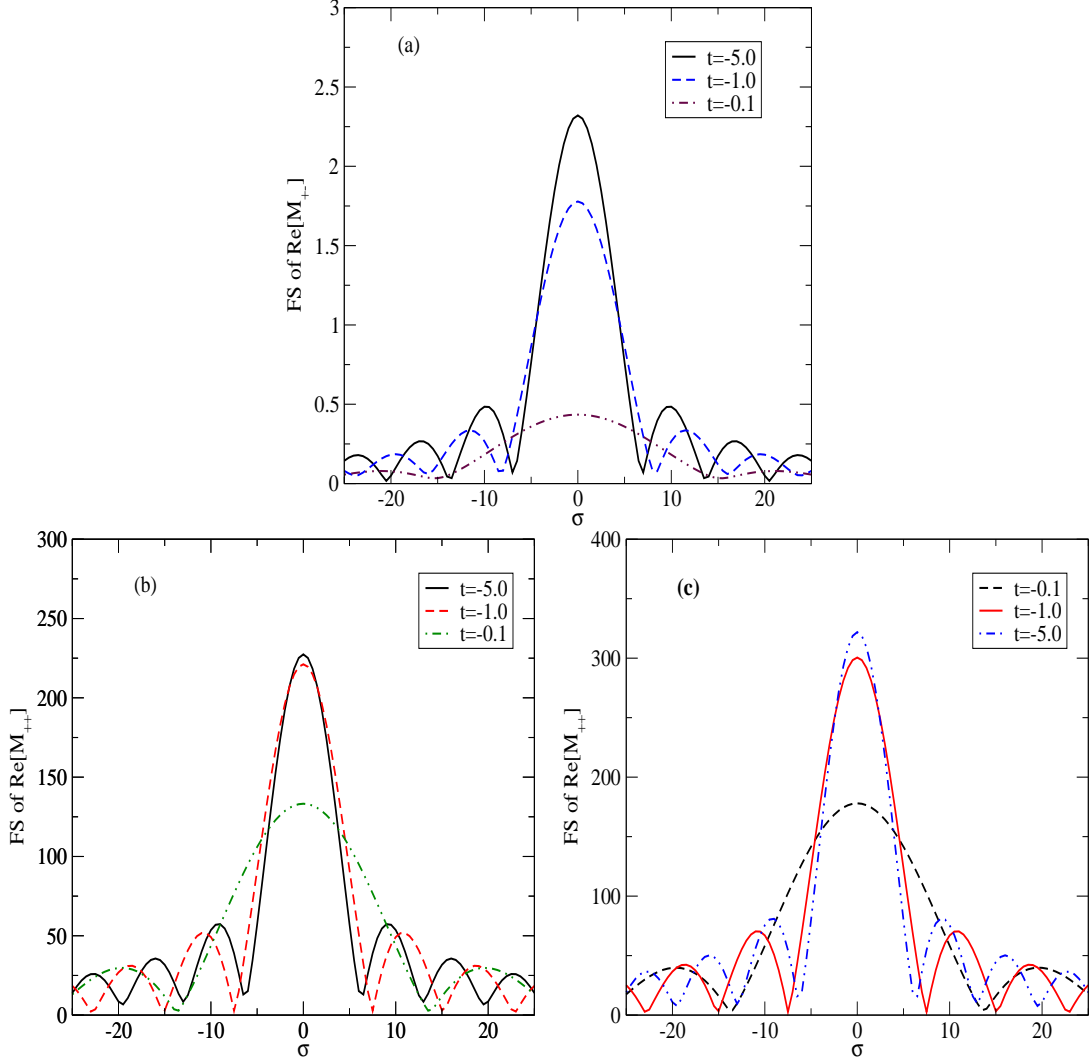 (a)
t=-5.0
t=-1.0
t=-0.1
3
2.5
2
1.5
1
0.5
0
FS of Re[M+-]
-20 -10 0 10 20
σ
(b)
t=-5.0
t=-1.0
t=-0.1
300
250
200
150
100
50
0
FS of Re[M++]
-20 -10 0 10 20
σ
(c)
t=-0.1
t=-1.0
t=-5.0
400
300
200
100
0
FS of Re[M++]
-20 -10 0 10 20
σ